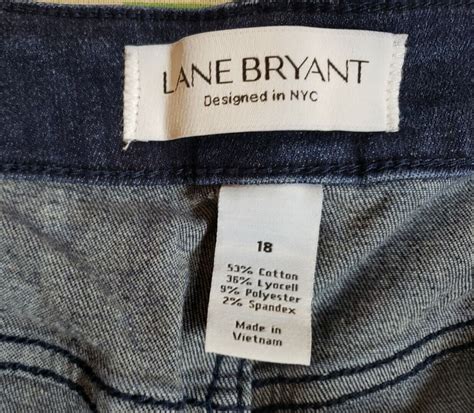 LANE BRYANT
Designed in NYC
18
53% Cotton
36% Lyocell
9% Polyester
2% Spandex
Made in
Vietnam